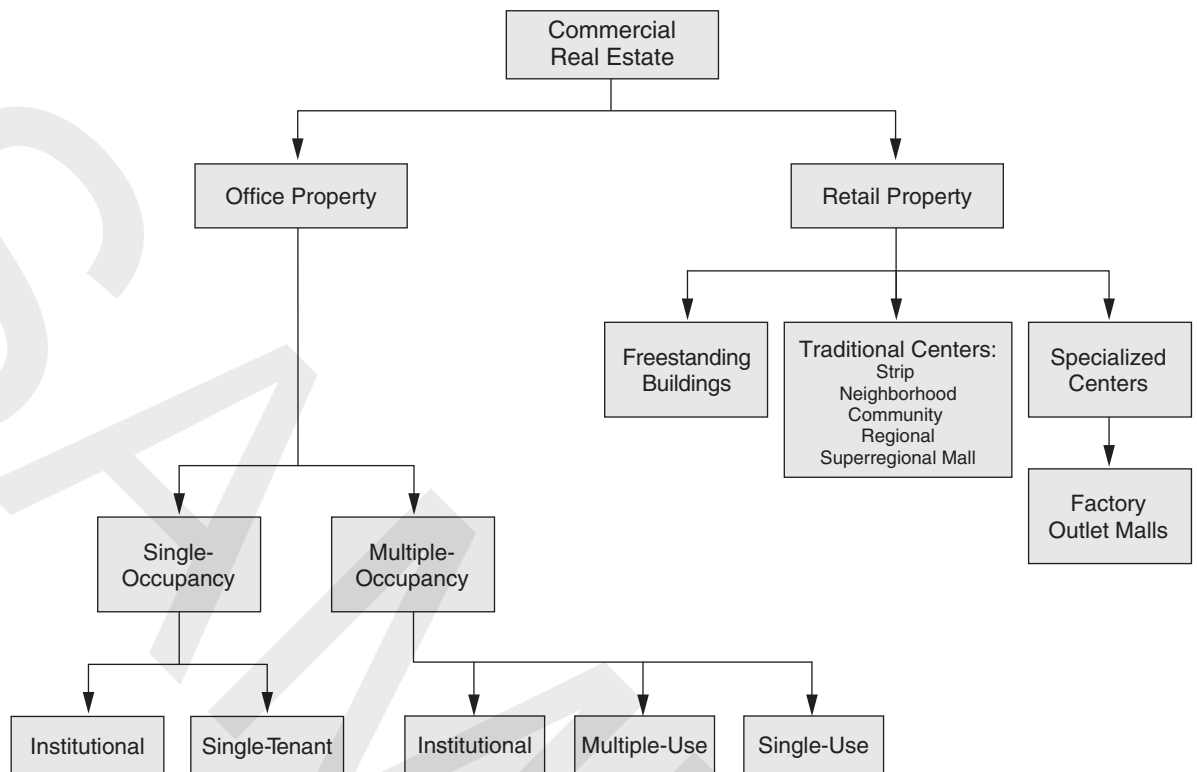 Commercial
Real Estate
Office Property
Retail Property
Freestanding
Buildings
Traditional Centers:
Strip
Neighborhood
Community
Regional
Superregional Mall
Specialized
Centers
Factory
Outlet Malls
Single-
Occupancy
Multiple-
Occupancy
Institutional
Single-Tenant
Institutional
Multiple-Use
Single-Use